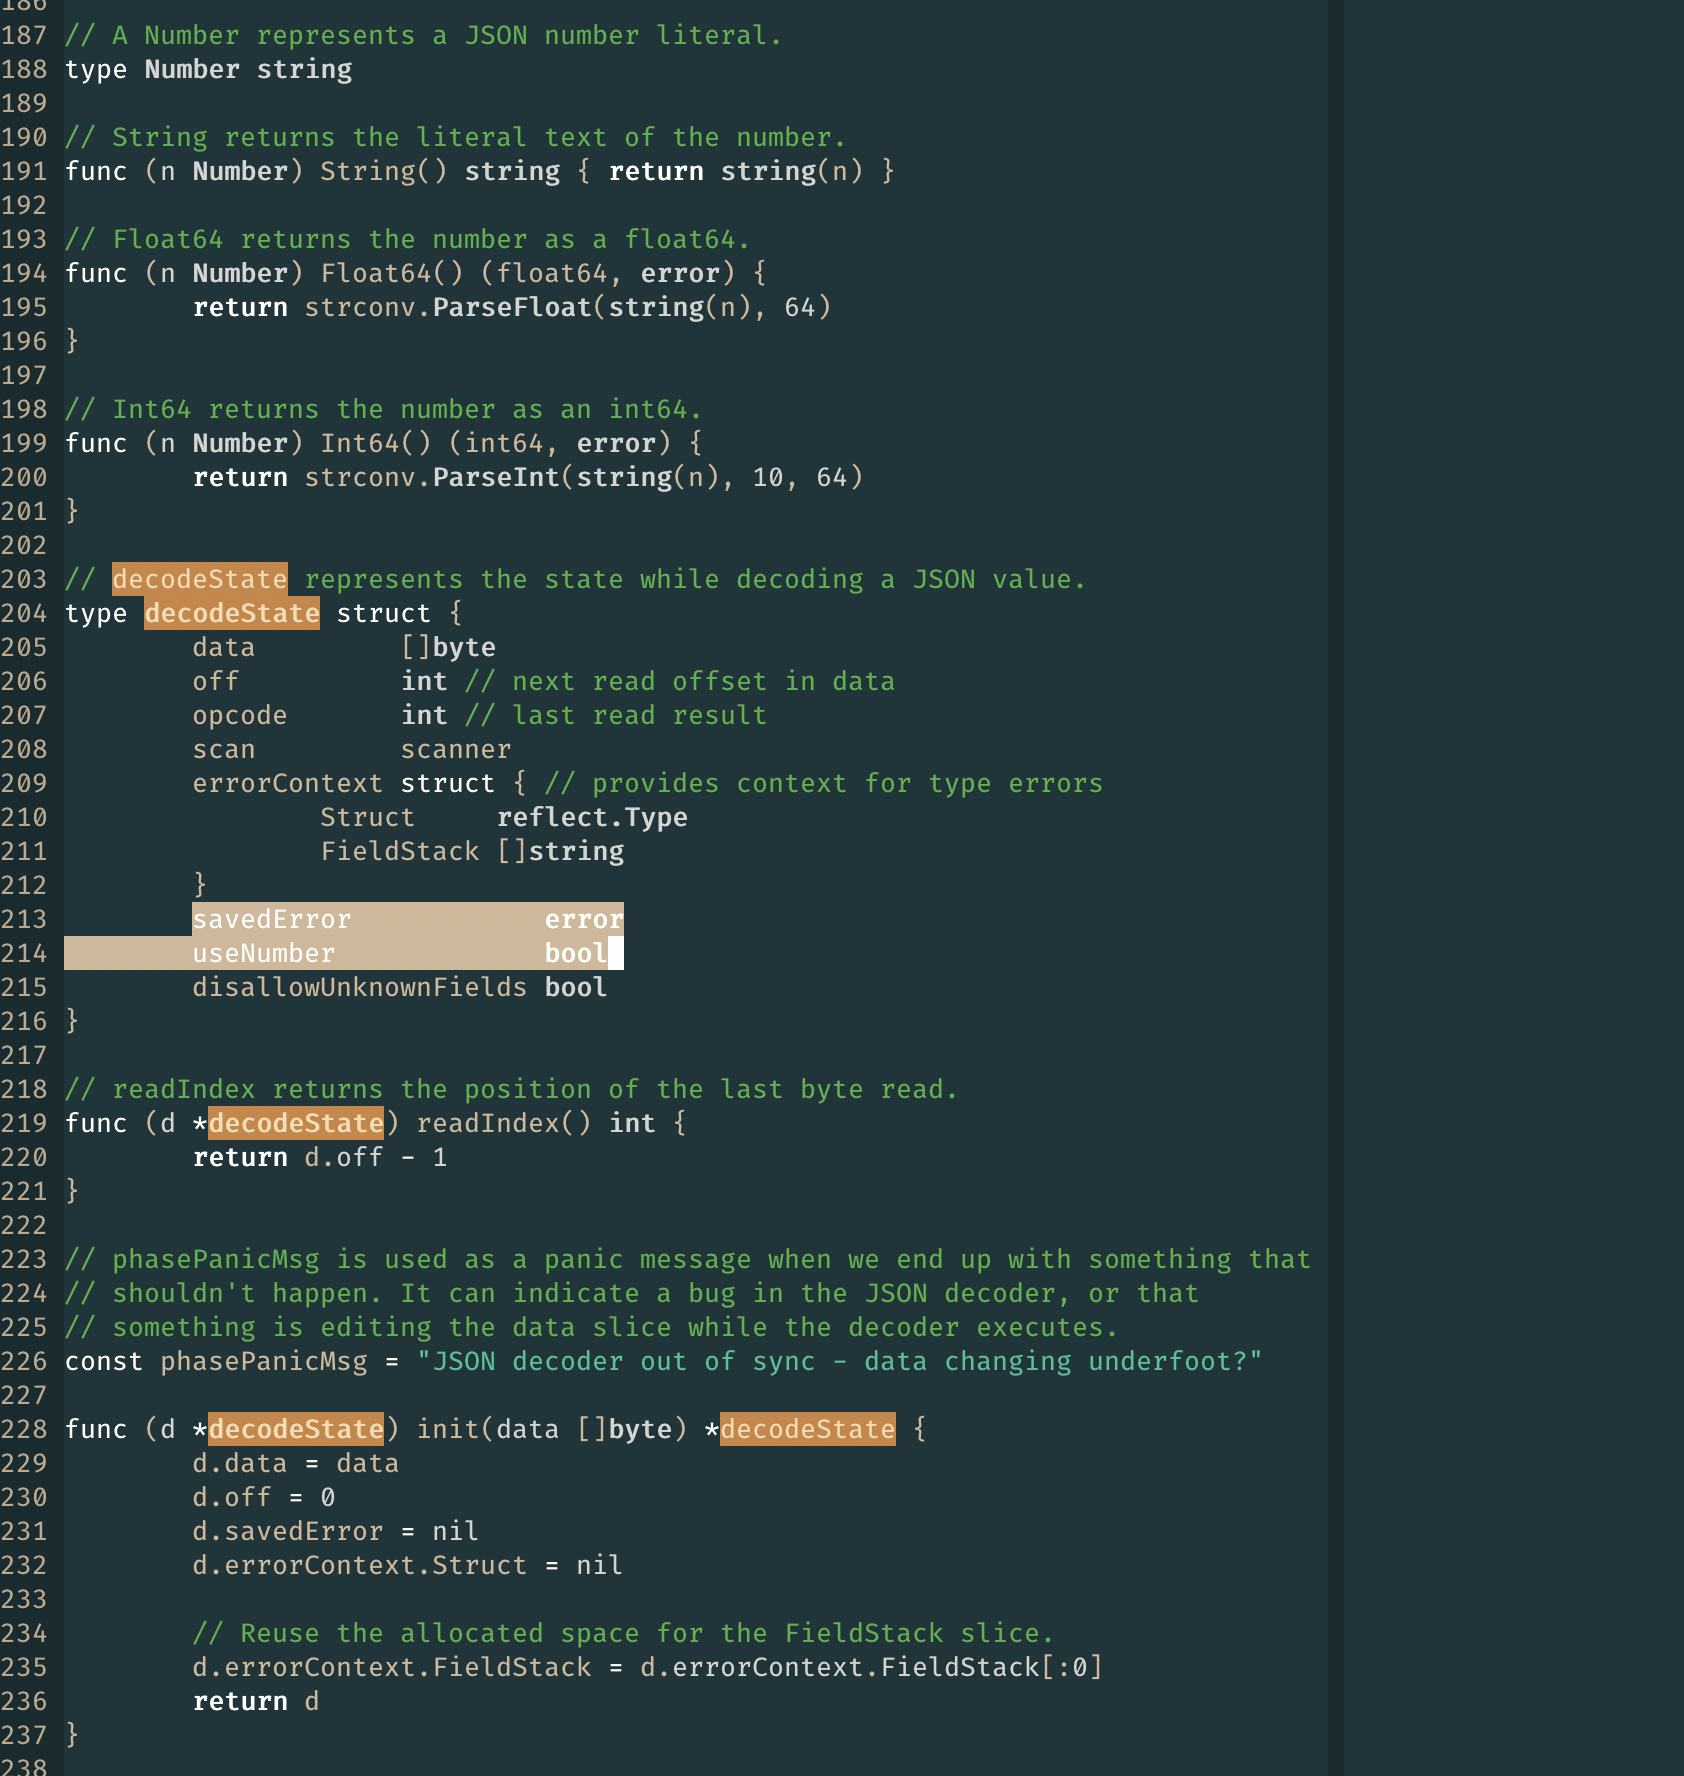 186
187 // A Number represents a JSON number literal.
188 type Number string
189
190 // String returns the literal text of the number.
191 func (n Number) String() string { return string(n) }
192
193 // Float64 returns the number as a float64.
194 func (n Number) Float64() (float64, error) {
195         return strconv.ParseFloat(string(n), 64)
196 }
197
198 // Int64 returns the number as an int64.
199 func (n Number) Int64() (int64, error) {
200         return strconv.ParseInt(string(n), 10, 64)
201 }
202
203 // decodeState represents the state while decoding a JSON value.
204 type decodeState struct {
205         data         []byte
206         off          int // next read offset in data
207         opcode       int // last read result
208         scan         scanner
209         errorContext struct { // provides context for type errors
210                 Struct     reflect.Type
211                 FieldStack []string
212         }
213         savedError            error
214         useNumber             bool
215         disallowUnknownFields bool
216 }
217
218 // readIndex returns the position of the last byte read.
219 func (d *decodeState) readIndex() int {
220         return d.off - 1
221 }
222
223 // phasePanicMsg is used as a panic message when we end up with something that
224 // shouldn't happen. It can indicate a bug in the JSON decoder, or that
225 // something is editing the data slice while the decoder executes.
226 const phasePanicMsg = "JSON decoder out of sync - data changing underfoot?"
227
228 func (d *decodeState) init(data []byte) *decodeState {
229         d.data = data
230         d.off = 0
231         d.savedError = nil
232         d.errorContext.Struct = nil
233
234         // Reuse the allocated space for the FieldStack slice.
235         d.errorContext.FieldStack = d.errorContext.FieldStack[:0]
236         return d
237 }
238